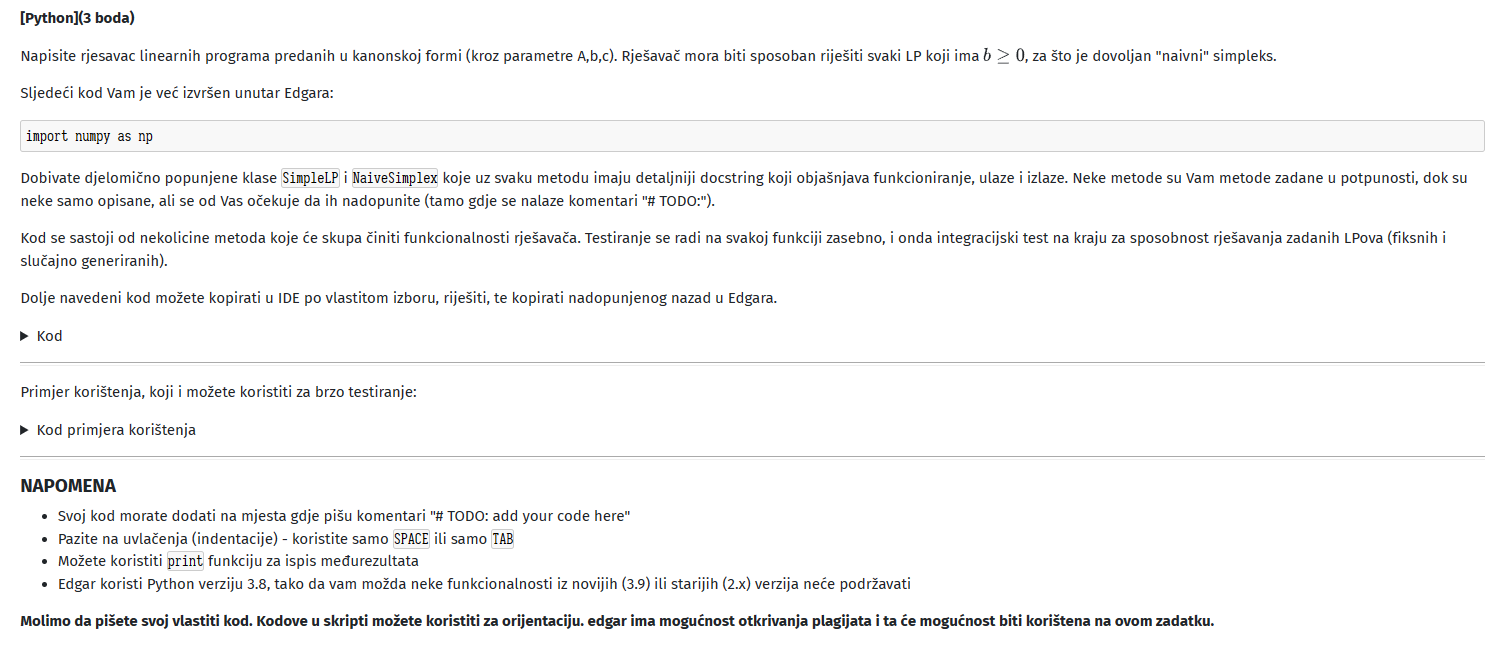 [Python](3 boda)
Napisite rjesavac linearnih programa predanih u kanonskoj formi (kroz parametre A,b,c). Rješavač mora biti sposoban riješiti svaki LP koji ima b ≥ 0, za što je dovoljan "naivni" simpleks.
Sljedeći kod Vam je već izvršen unutar Edgara:
import numpy as np
Dobivate djelomično popunjene klase SimpleLP i NaiveSimplex koje uz svaku metodu imaju detaljniji docstring koji objašnjava funkcioniranje, ulaze i izlaze. Neke metode su Vam metode zadane u potpunosti, dok su
neke samo opisane, ali se od Vas očekuje da ih nadopunite (tamo gdje se nalaze komentari "# TODO:").
Kod se sastoji od nekolicine metoda koje će skupa činiti funkcionalnosti rješavača. Testiranje se radi na svakoj funkciji zasebno, i onda integracijski test na kraju za sposobnost rješavanja zadanih LPova (fiksnih i
slučajno generiranih).
Dolje navedeni kod možete kopirati u IDE po vlastitom izboru, riješiti, te kopirati nadopunjenog nazad u Edgara.
▶ Kod
Primjer korištenja, koji i možete koristiti za brzo testiranje:
▶ Kod primjera korištenja
NAPOMENA
• Svoj kod morate dodati na mjesta gdje pišu komentari "# TODO: add your code here"
• Pazite na uvlačenja (indentacije) - koristite samo SPACE ili samo TAB
• Možete koristiti print funkciju za ispis međurezultata
• Edgar koristi Python verziju 3.8, tako da vam možda neke funkcionalnosti iz novijih (3.9) ili starijih (2.x) verzija neće podržavati
Molimo da pišete svoj vlastiti kod. Kodove u skripti možete koristiti za orijentaciju. edgar ima mogućnost otkrivanja plagijata i ta će mogućnost biti korištena na ovom zadatku.